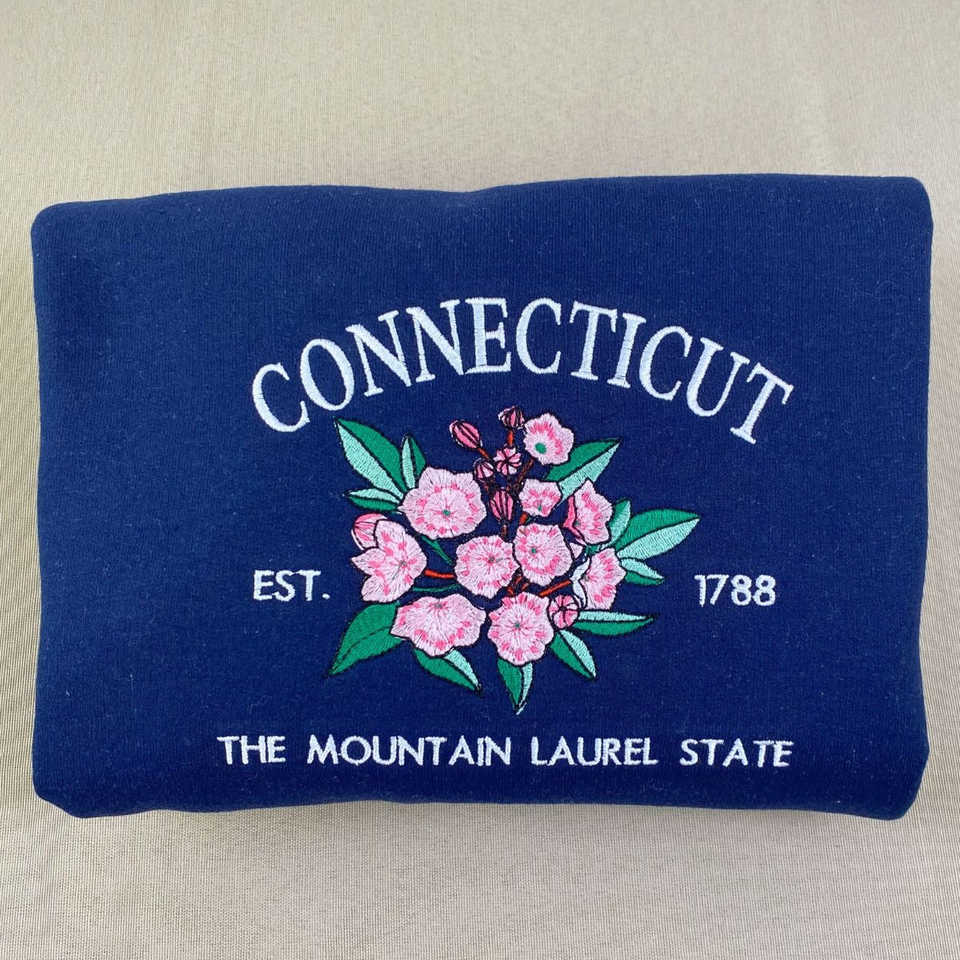 CONNECTICUT
EST. 1788
THE MOUNTAIN LAUREL STATE